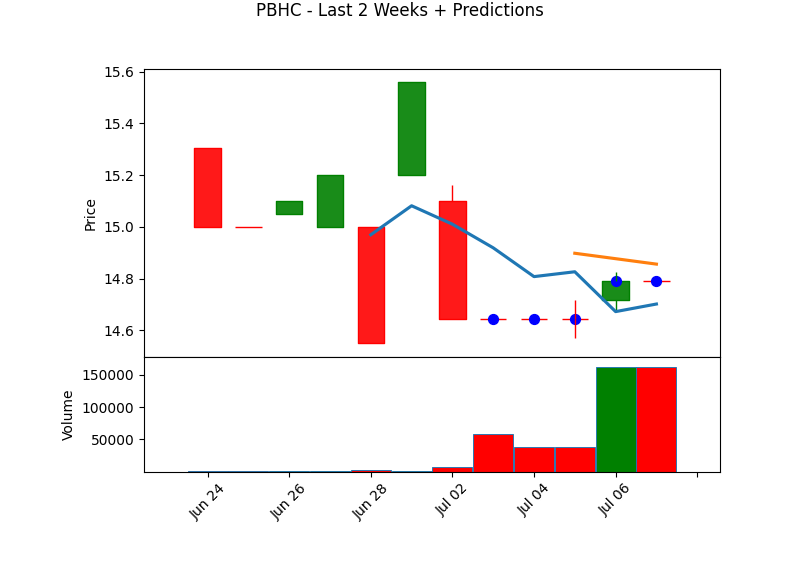 PBHC - Last 2 Weeks + Predictions
15.6
15.4
15.2
15.0
14.8
14.6
Price
150000
100000
50000
Volume
Jun 24
Jun 26
Jun 28
Jul 02
Jul 04
Jul 06